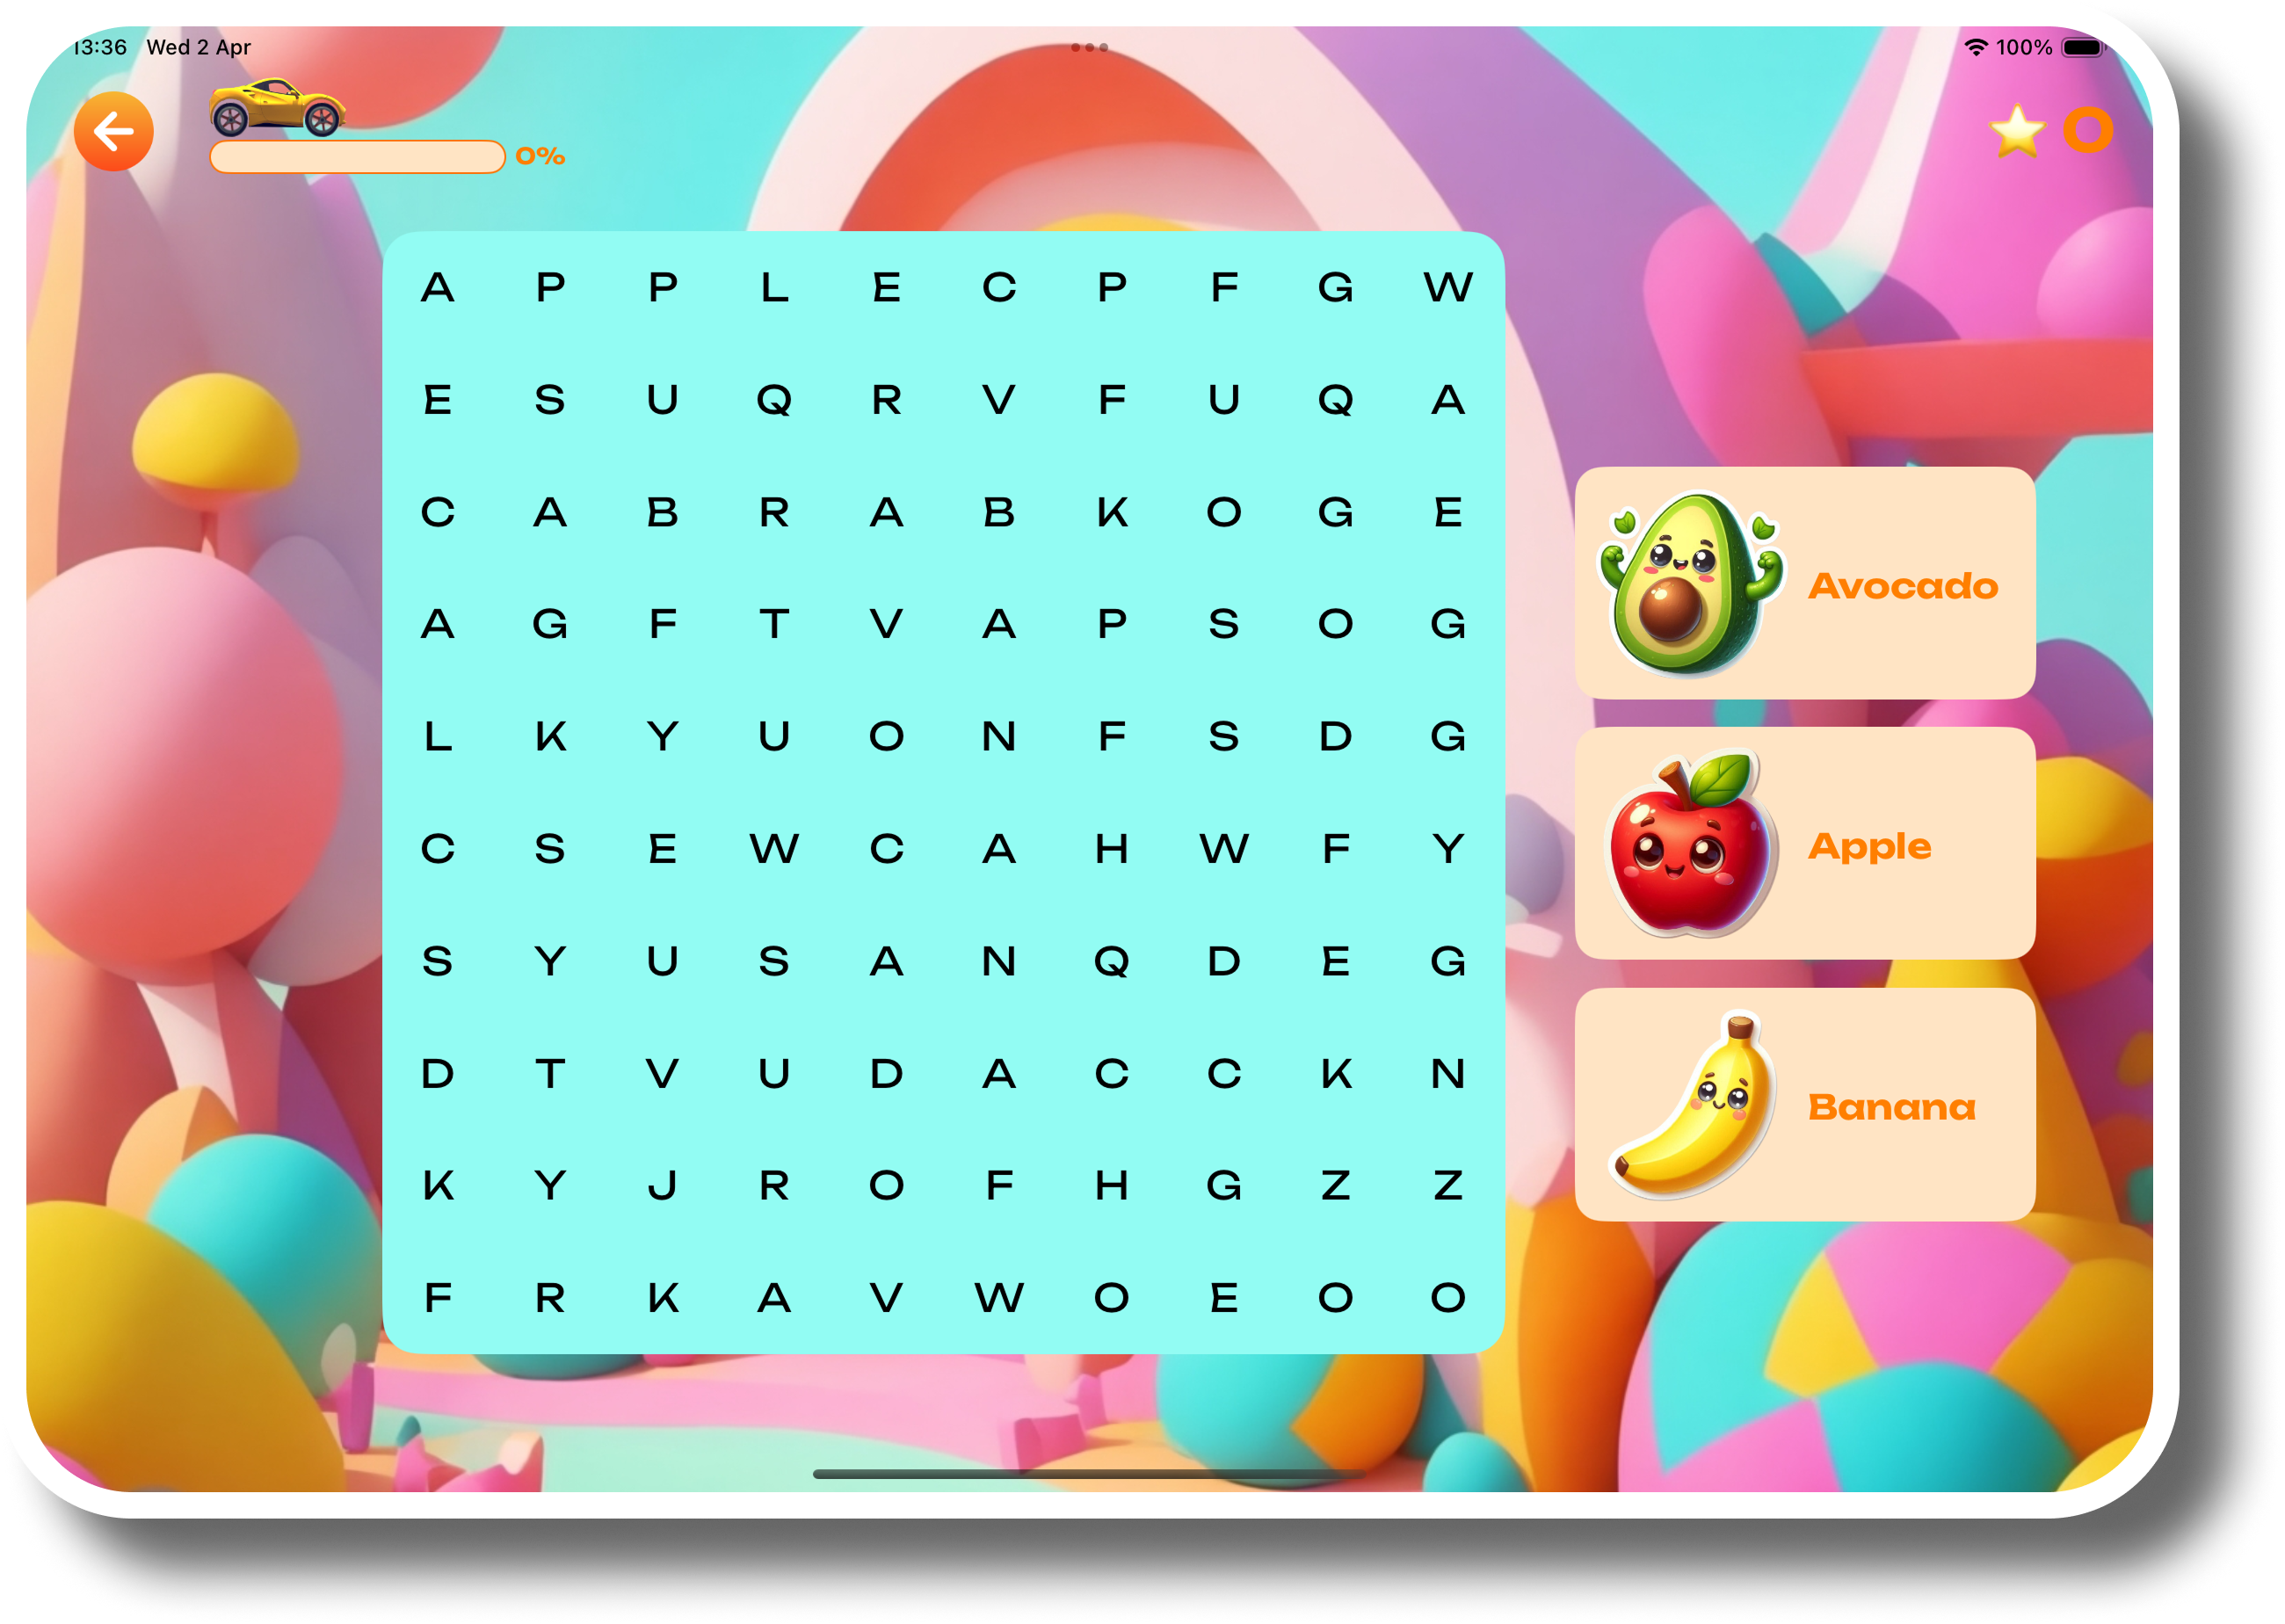 13:36 Wed 2 Apr
100%
0%
0
A P P L E C P F G W
E S U Q R V F U Q A
C A B R A B K O G E
A G F T V A P S O G
L K Y U O N F S D G
C S E W C A H W F Y
S Y U S A N Q D E G
D T V U D A C C K N
K Y J R O F H G Z Z
F R K A V W O E O O
Avocado
Apple
Banana